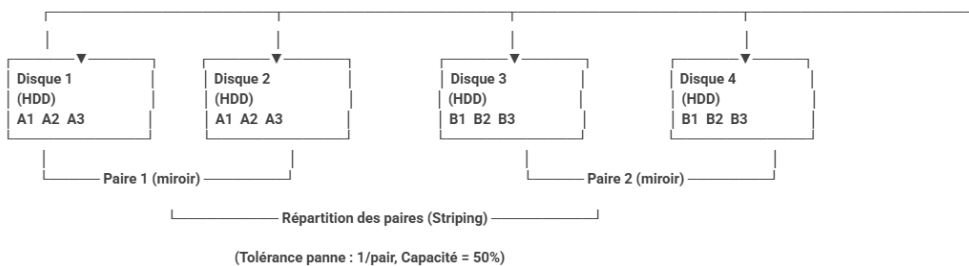 Disque 1 Disque 2 Disque 3 Disque 4
(HDD) (HDD) (HDD) (HDD)
A1 A2 A3 A1 A2 A3 B1 B2 B3 B1 B2 B3
Paire 1 (miroir) Paire 2 (miroir)
Répartition des paires (Striping)
(Tolérance panne : 1/pair, Capacité = 50%)